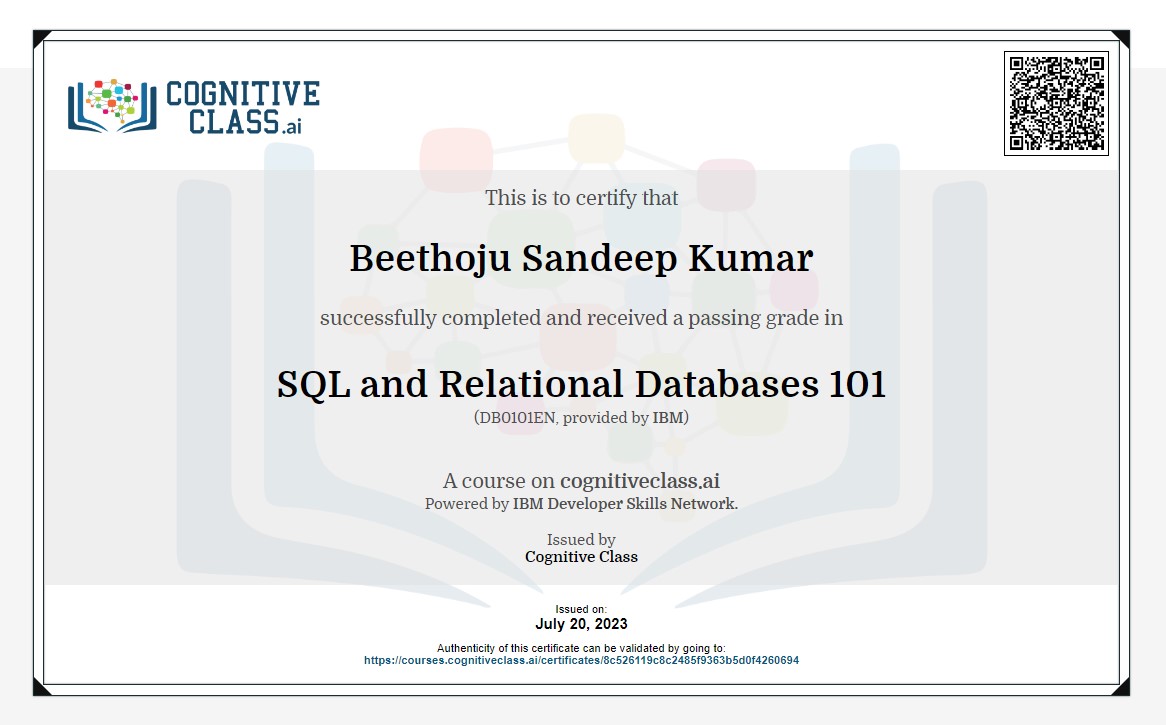 COGNITIVE
CLASS.ai
This is to certify that
Beethoju Sandeep Kumar
successfully completed and received a passing grade in
SQL and Relational Databases 101
(DB0101EN, provided by IBM)
A course on cognitiveclass.ai
Powered by IBM Developer Skills Network.
Issued by
Cognitive Class
Issued on:
July 20, 2023
Authenticity of this certificate can be validated by going to:
https://courses.cognitiveclass.ai/certificates/8c526119c8c2485f9363b5d0f4260694